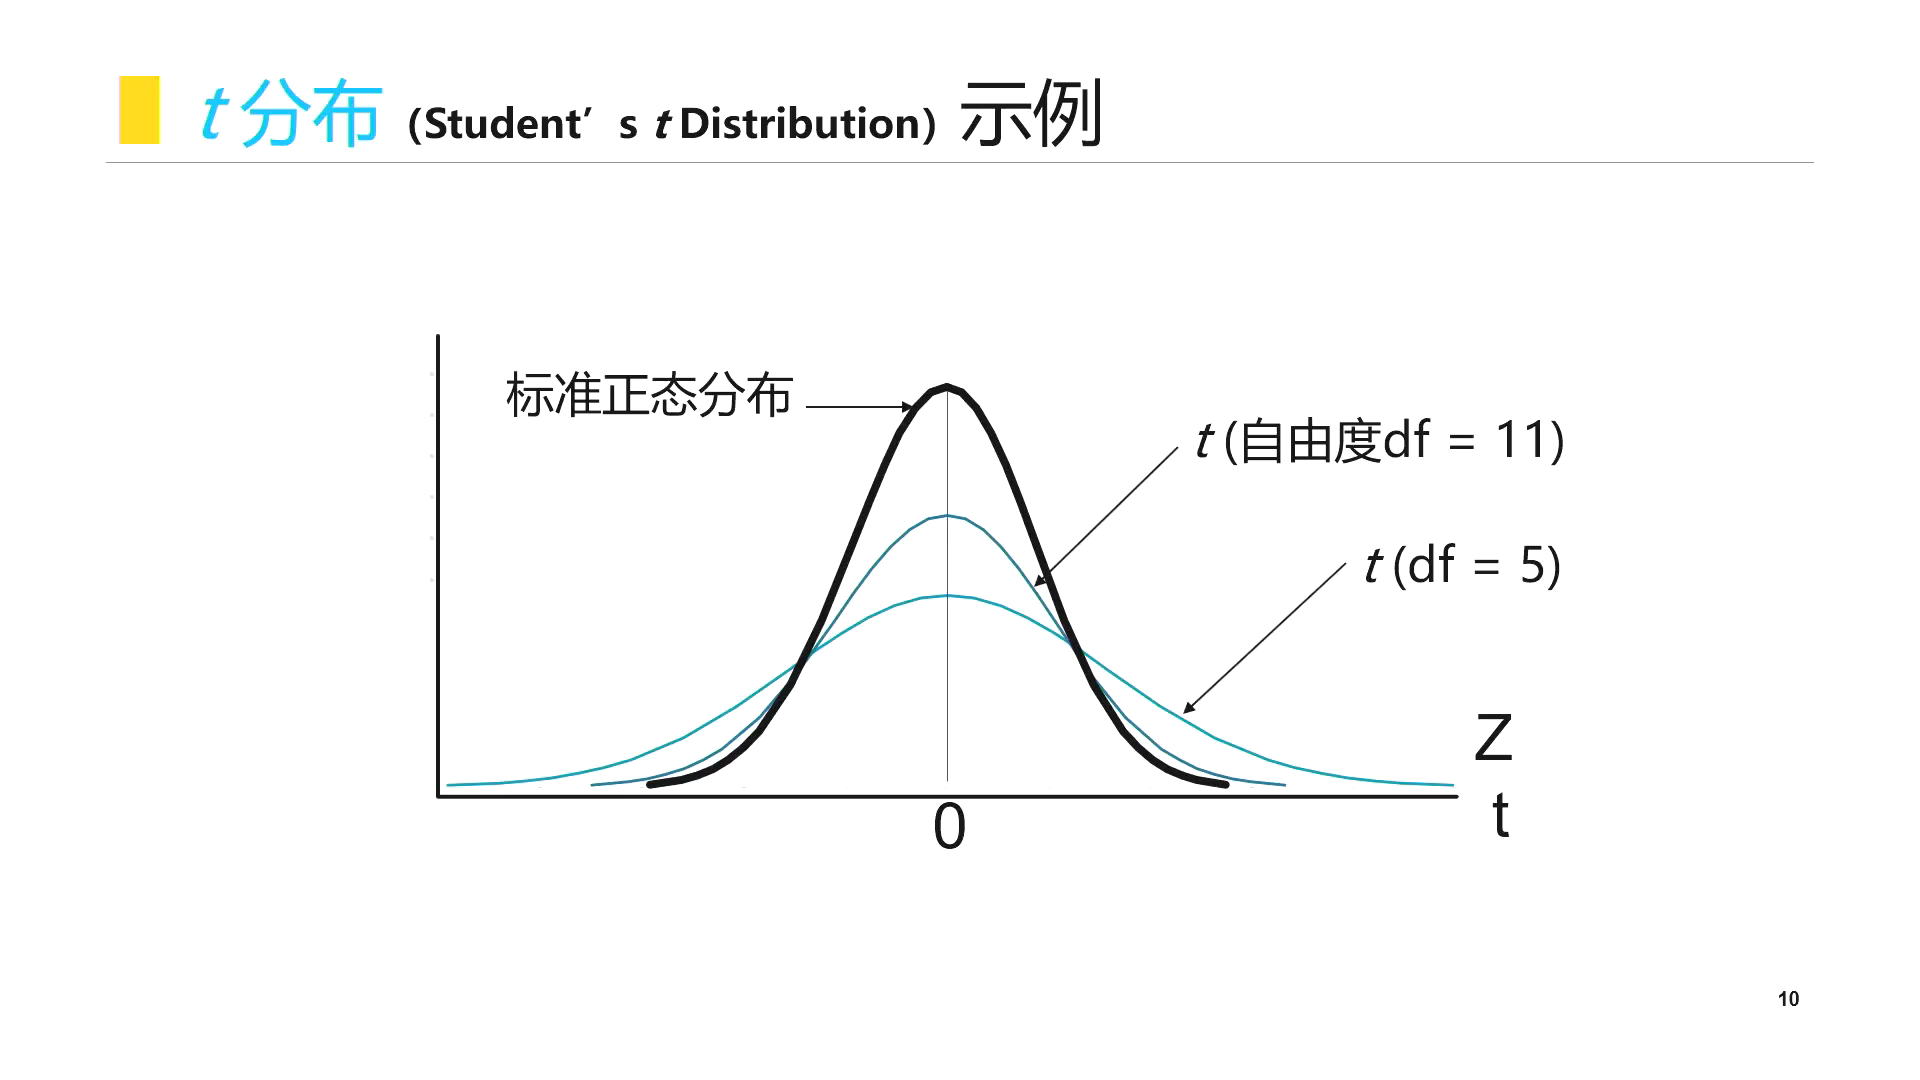 t 分布 (Student’s t Distribution) 示例
标准正态分布
t (自由度df = 11)
t (df = 5)
Z
t
0
10